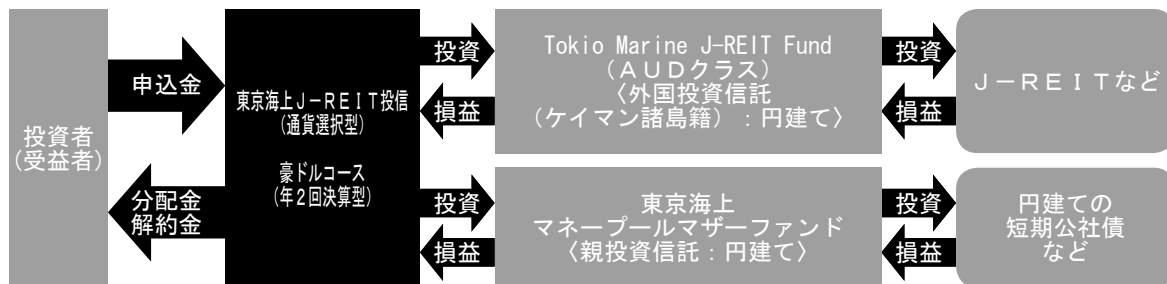 投資者
(受益者)
申込金
分配金
解約金
東京海上Ｊ－ＲＥＩＴ投信
(通貨選択型)
豪ドルコース
(年２回決算型)
投資
損益
Tokio Marine J-REIT Fund
（ＡＵＤクラス）
〈外国投資信託
（ケイマン諸島籍）：円建て〉
投資
損益
Ｊ－ＲＥＩＴなど
投資
損益
東京海上
マネープールマザーファンド
〈親投資信託：円建て〉
投資
損益
円建ての
短期公社債
など